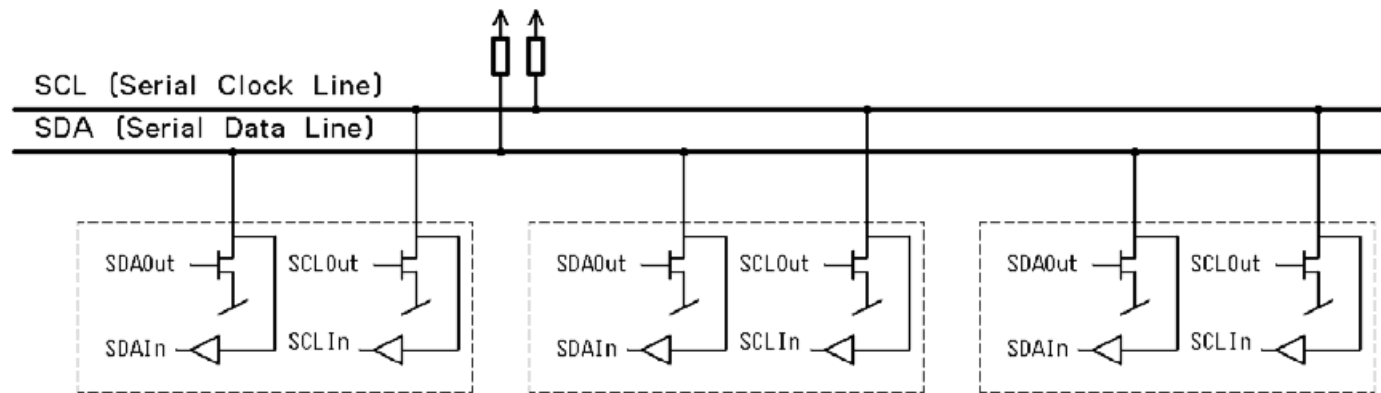 SCL (Serial Clock Line)
SDA (Serial Data Line)
SDAOut
SCLOut
SDAOut
SCLOut
SDAOut
SCLOut
SDAIn
SCLIn
SDAIn
SCLIn
SDAIn
SCLIn